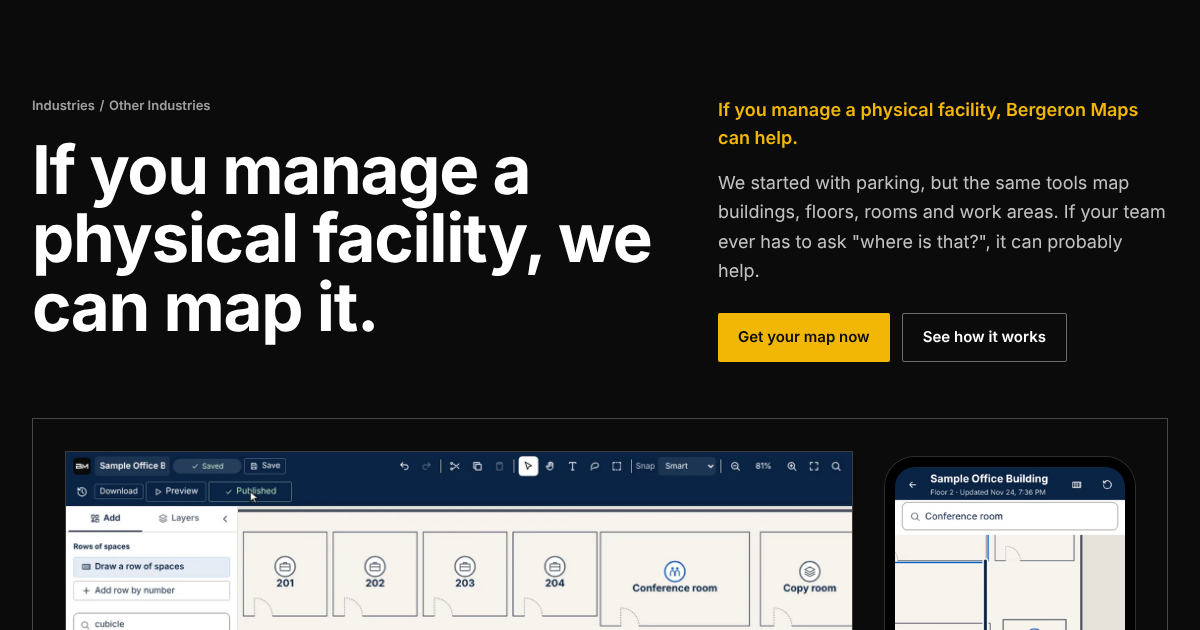 Industries / Other Industries
If you manage a
physical facility, we
can map it.
If you manage a physical facility, Bergeron Maps
can help.
We started with parking, but the same tools map
buildings, floors, rooms and work areas. If your team
ever has to ask "where is that?", it can probably
help.
Get your map now
See how it works
BM
Sample Office B
Saved
Save
Snap
Smart
81%
Download
Preview
Published
Add
Layers
Rows of spaces
Draw a row of spaces
Add row by number
cubicle
201
202
203
204
Conference room
Copy room
Sample Office Building
Floor 2 · Updated Nov 24, 7:36 PM
Conference room